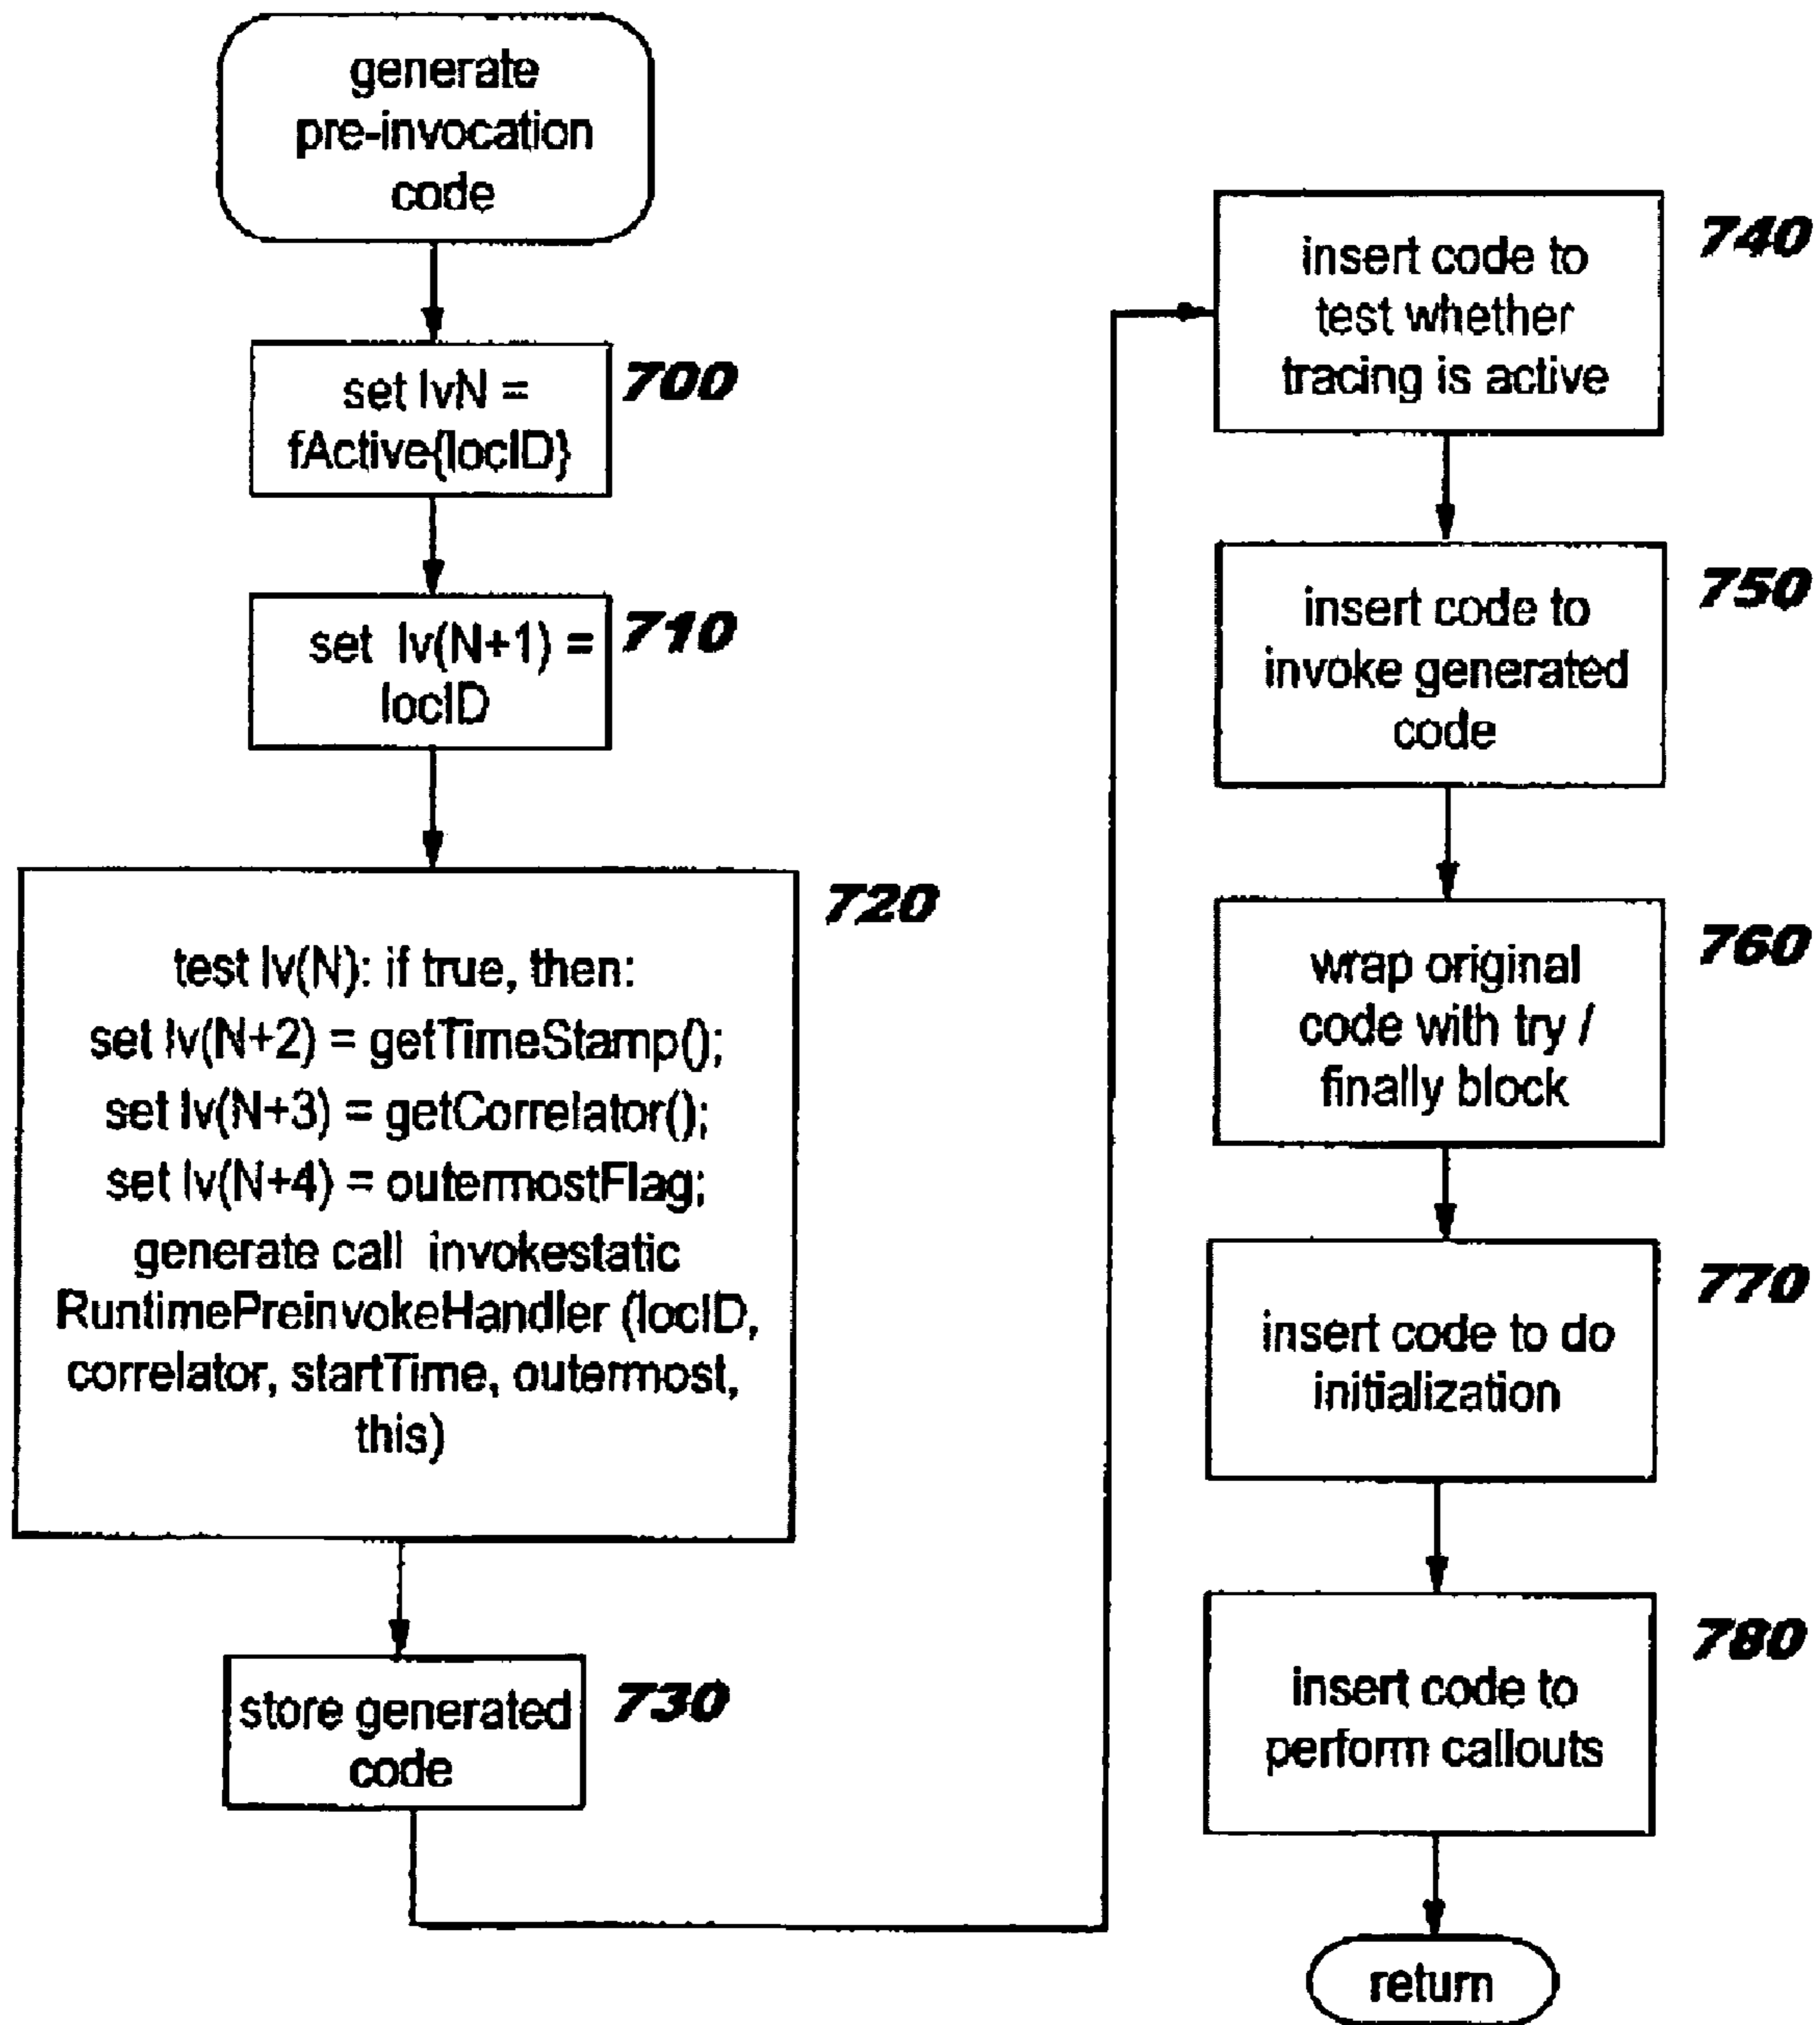 generate
pre-invocation
code
set lvN =
fActive{locID}
700
set lv(N+1) =
locID
710
test lv(N): if true, then:
set lv(N+2) = getTimeStamp();
set lv(N+3) = getCorrelator();
set lv(N+4) = outermostFlag;
generate call invokestatic
RuntimePreinvokeHandler (locID,
correlator, startTime, outermost,
this)
720
store generated
code
730
insert code to
test whether
tracing is active
740
insert code to
invoke generated
code
750
wrap original
code with try /
finally block
760
insert code to do
initialization
770
insert code to
perform callouts
780
return